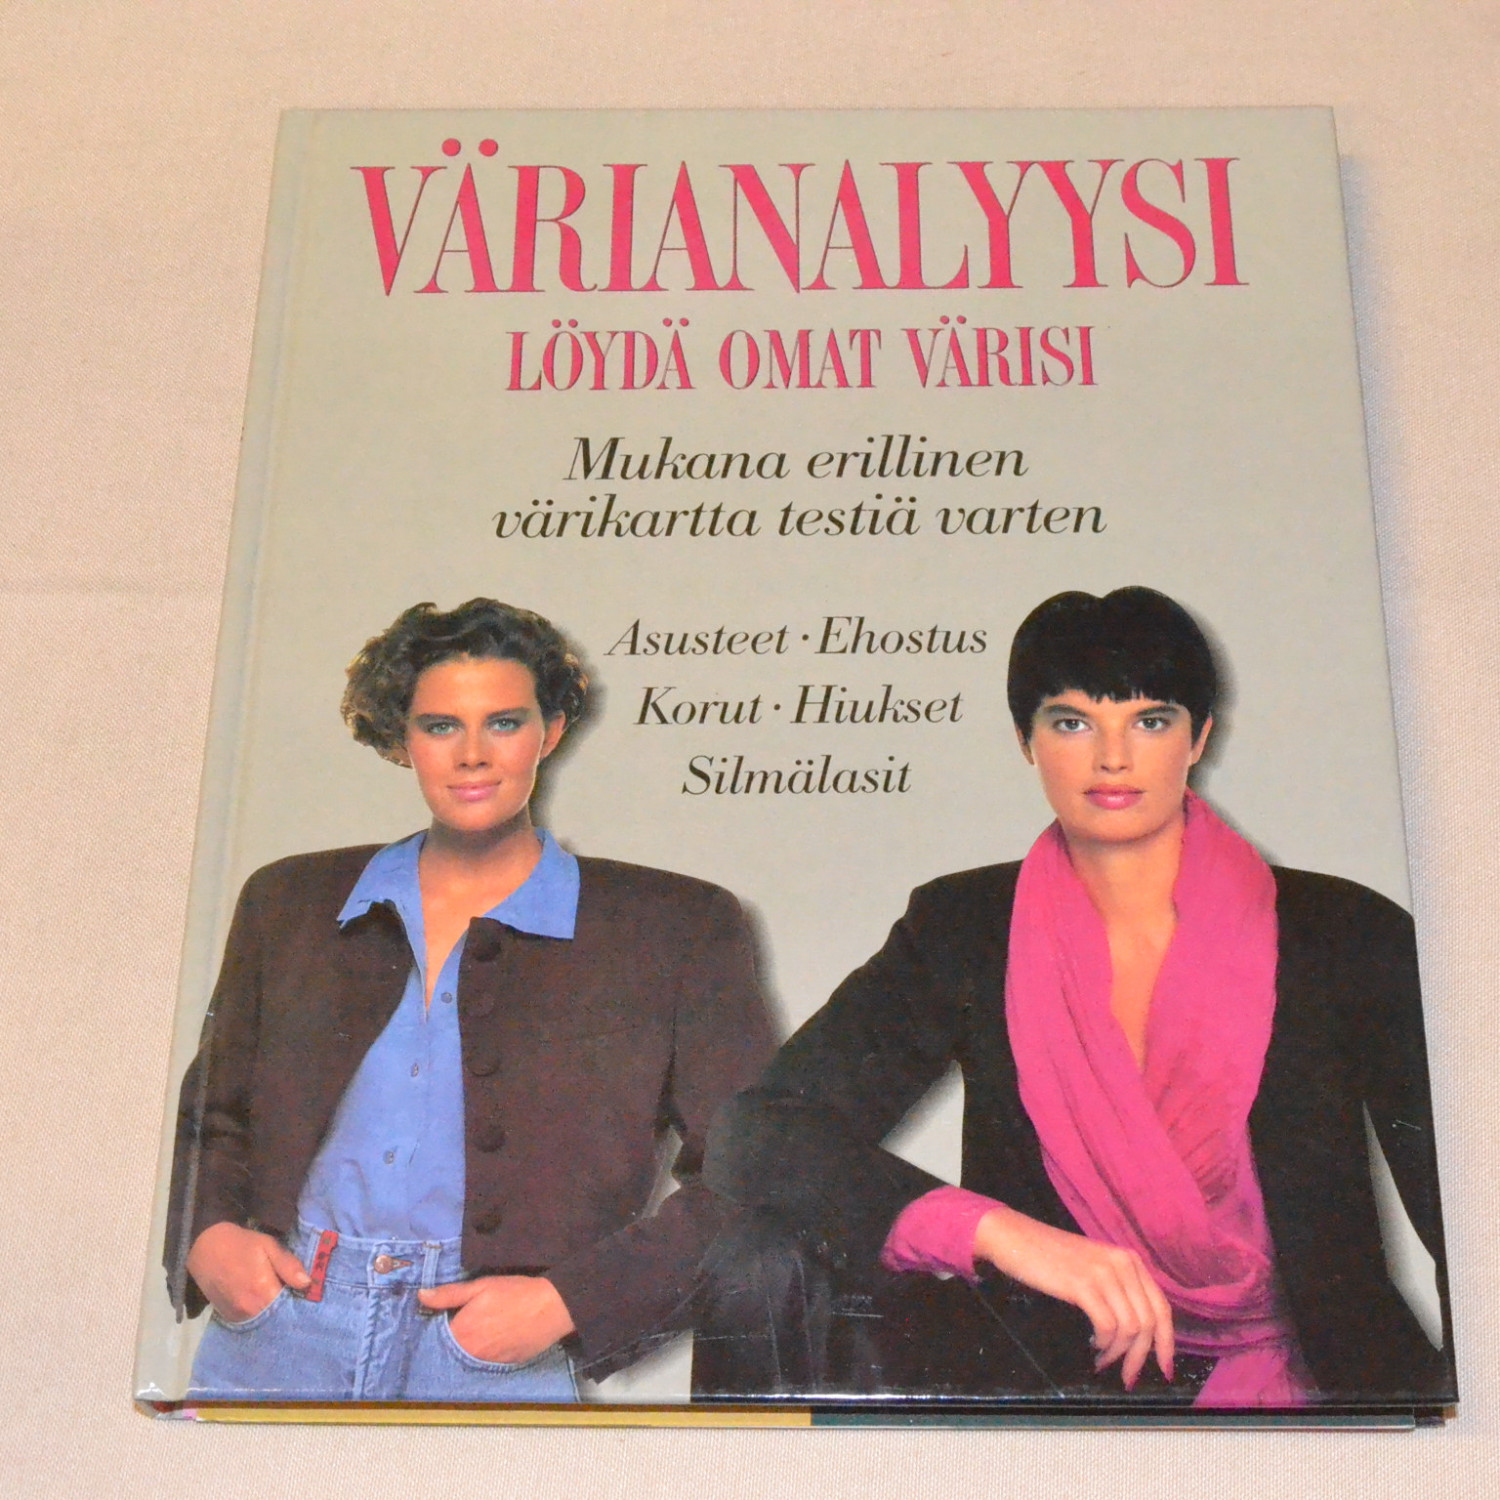 VÄRIANALYYSI
LÖYDÄ OMAT VÄRISI
Mukana erillinen
värikartta testiä varten
Asusteet · Ehostus
Korut · Hiukset
Silmälasit